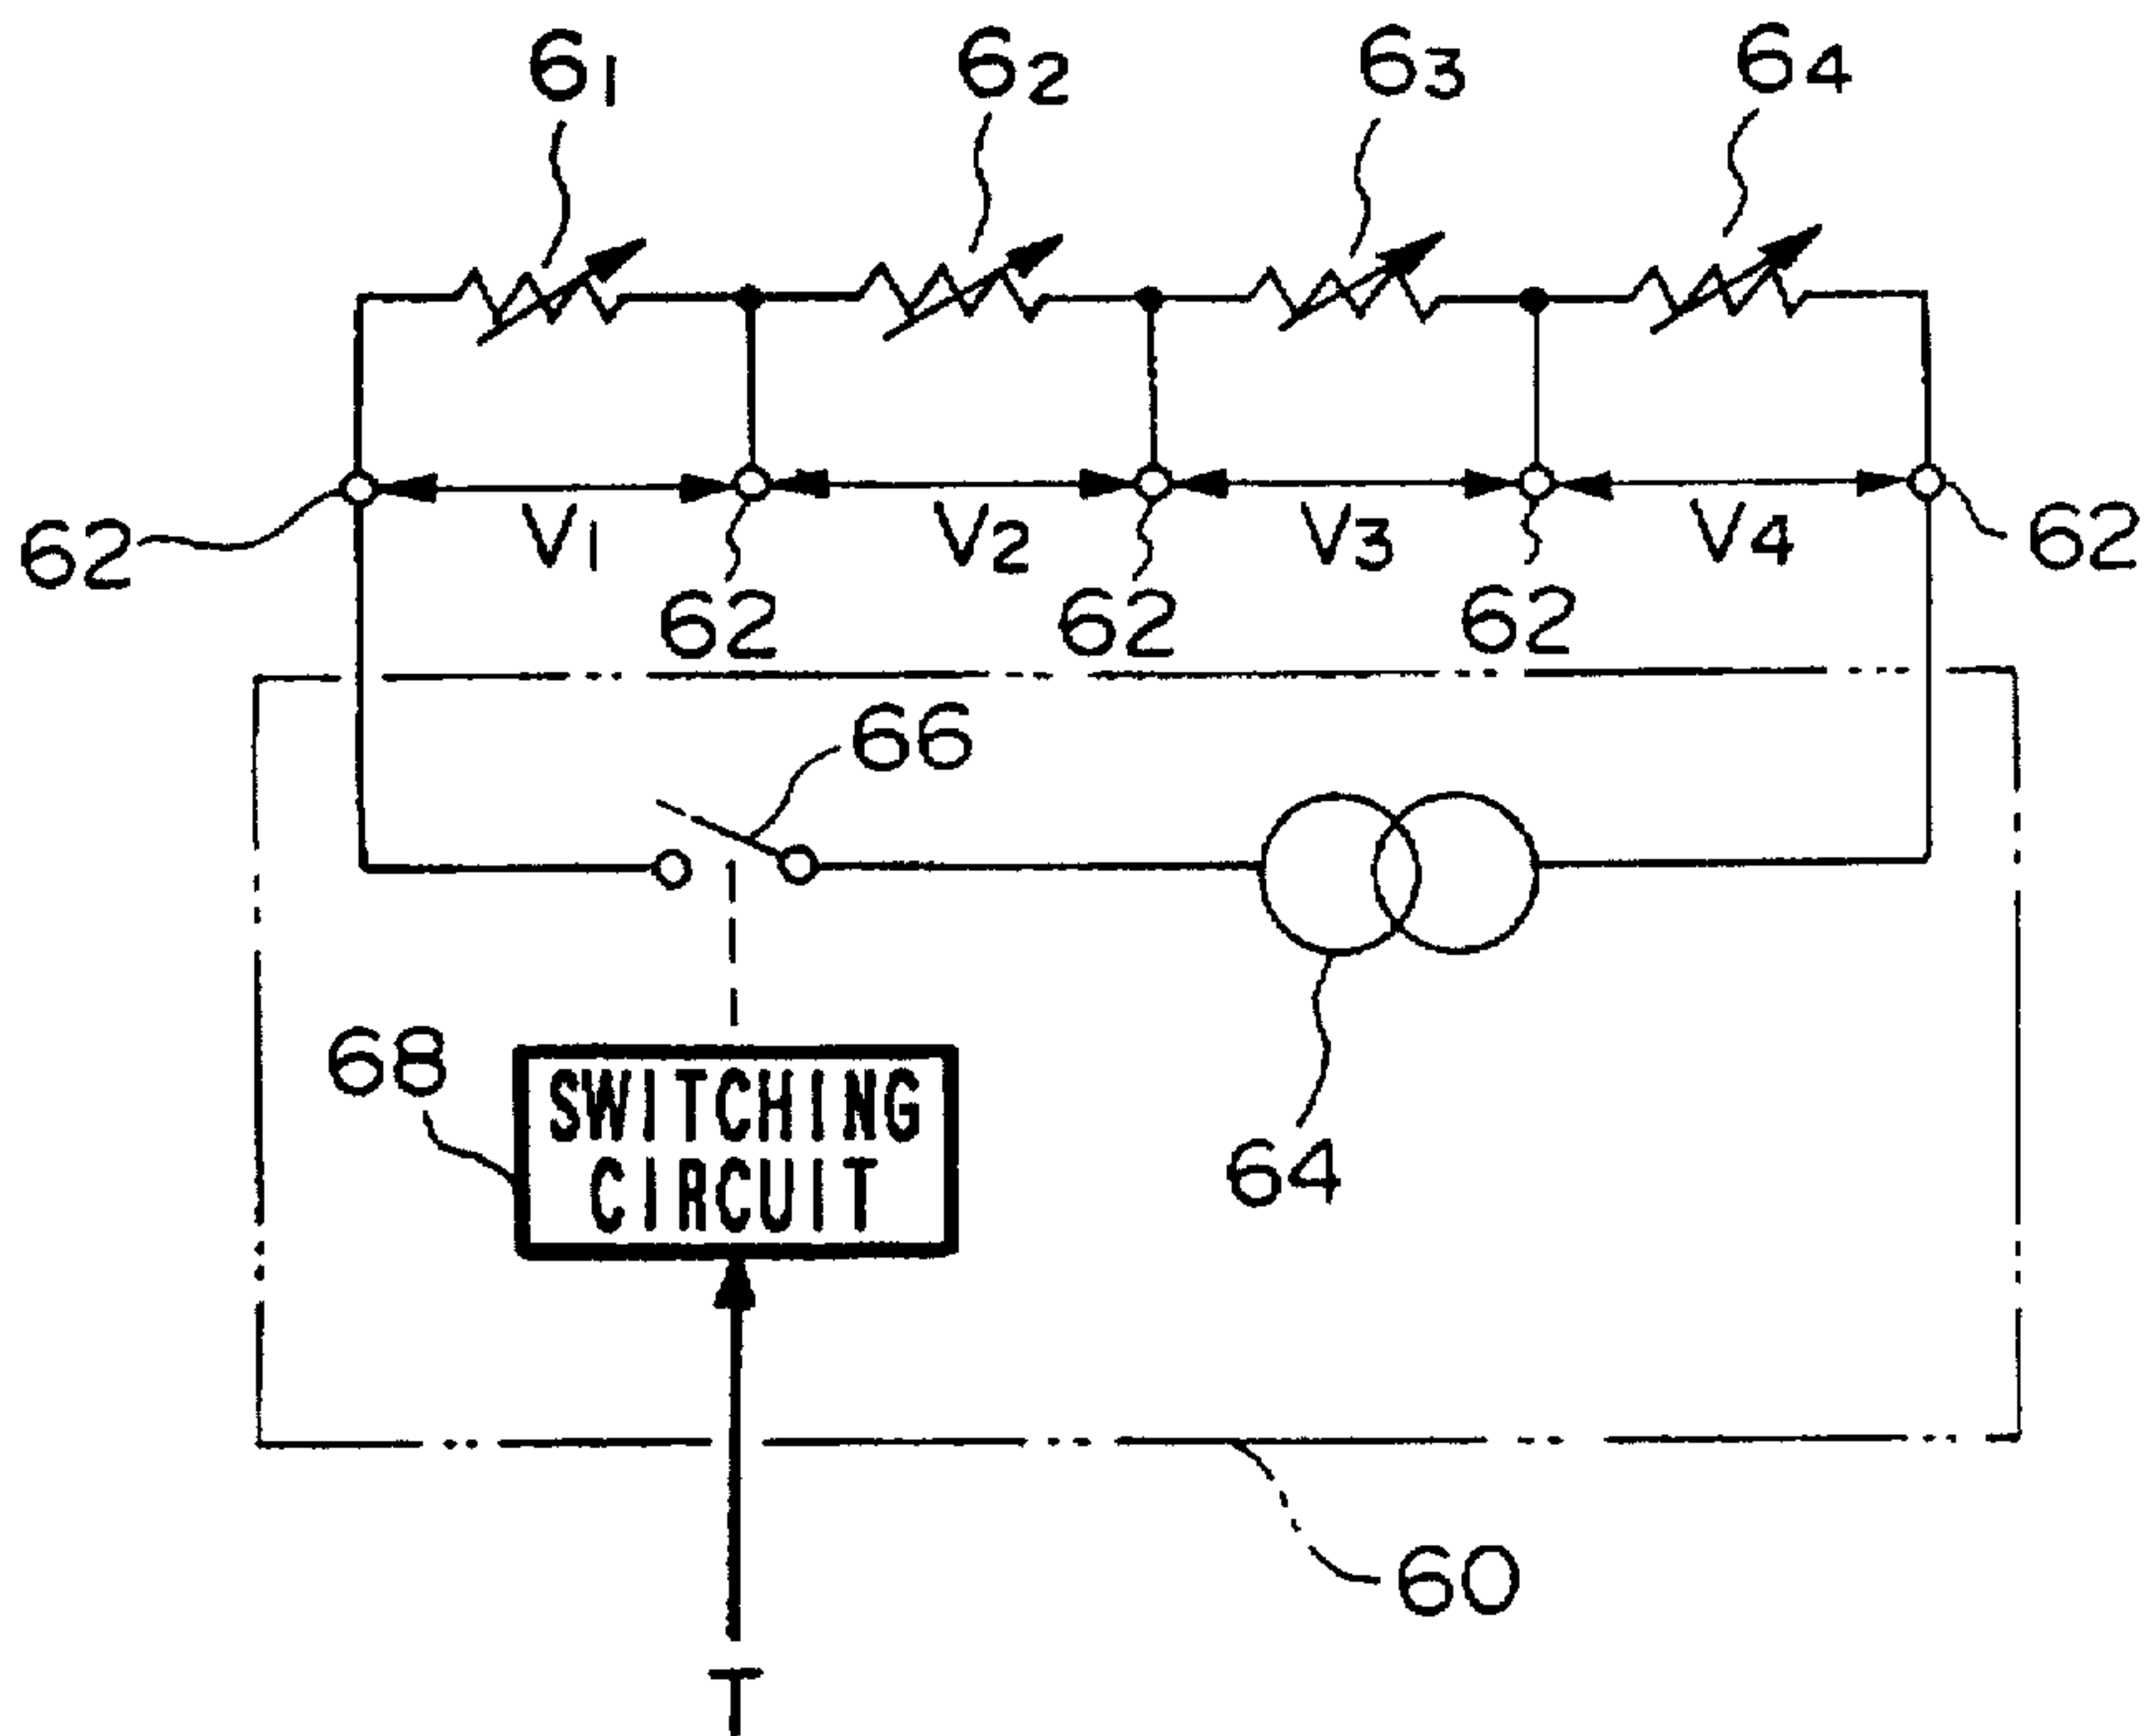 6₁ 6₂ 6₃ 6₄
V₁ V₂ V₃ V₄
62 62 62 62 62
66
68
SWITCHING
CIRCUIT
64
60
T